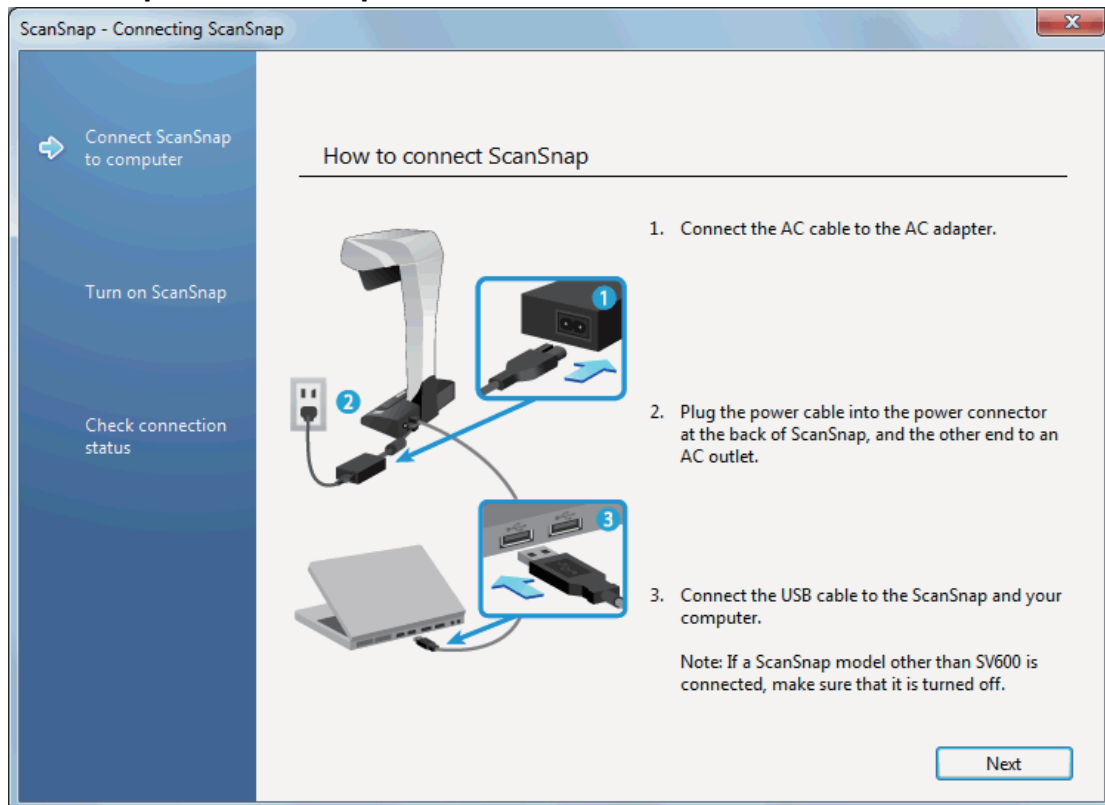 ScanSnap - Connecting ScanSnap
Connect ScanSnap
to computer
Turn on ScanSnap
Check connection
status
How to connect ScanSnap
1. Connect the AC cable to the AC adapter.
2. Plug the power cable into the power connector
at the back of ScanSnap, and the other end to an
AC outlet.
3. Connect the USB cable to the ScanSnap and your
computer.
Note: If a ScanSnap model other than SV600 is
connected, make sure that it is turned off.
1
2
3
Next